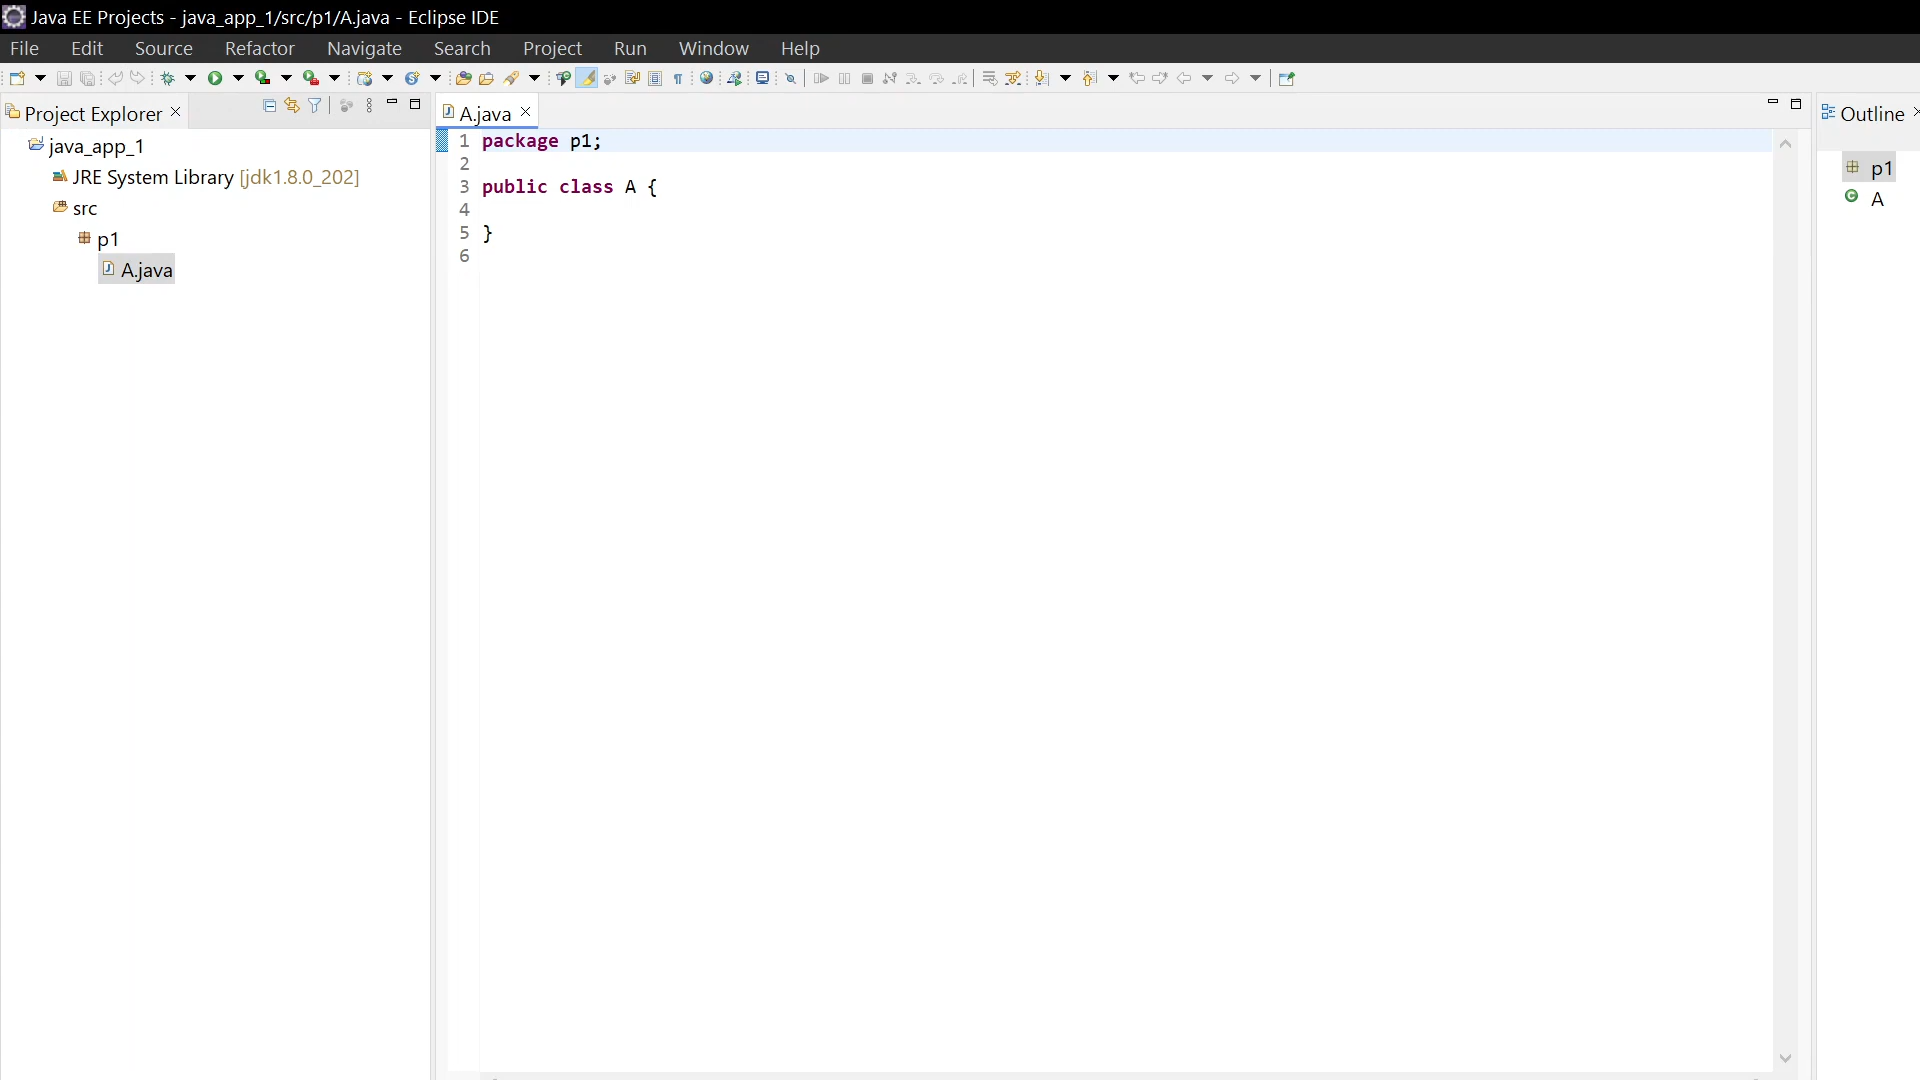 Java EE Projects - java_app_1/src/p1/A.java - Eclipse IDE
File Edit Source Refactor Navigate Search Project Run Window Help
Project Explorer
java_app_1
JRE System Library [jdk1.8.0_202]
src
p1
A.java
A.java
1 package p1;
2
3 public class A {
4
5 }
6
Outline
p1
A